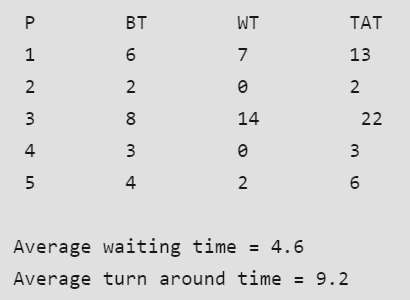 P BT WT TAT
1 6 7 13
2 2 0 2
3 8 14 22
4 3 0 3
5 4 2 6
Average waiting time = 4.6
Average turn around time = 9.2